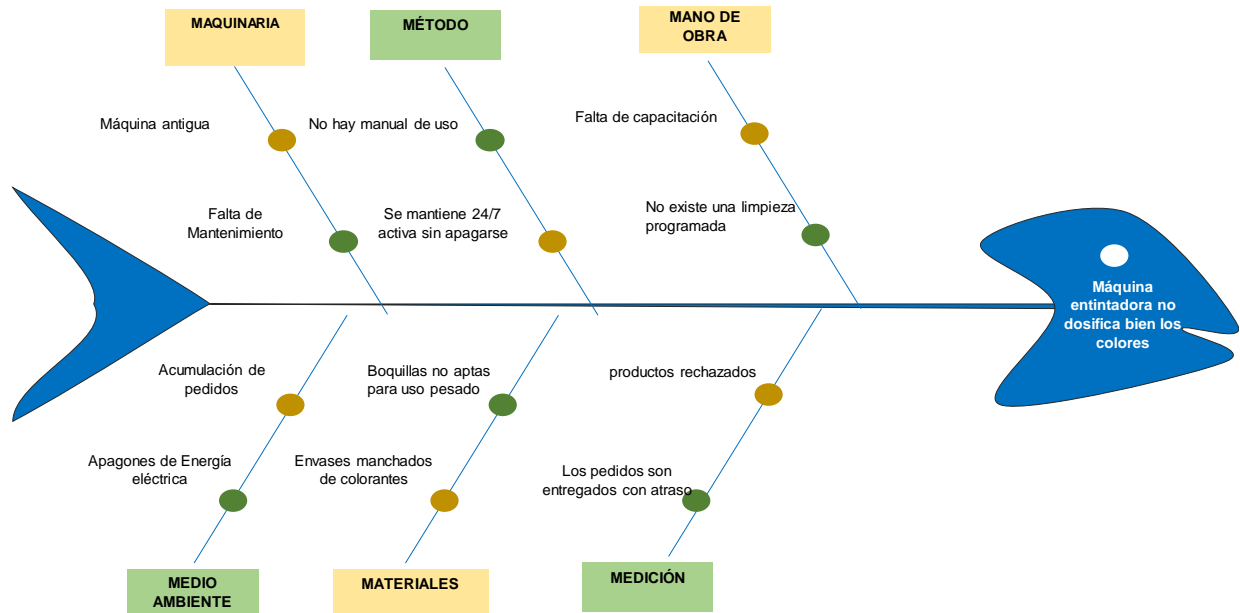 MAQUINARIA
MÉTODO
MANO DE
OBRA
Máquina antigua
No hay manual de uso
Falta de capacitación
Falta de
Mantenimiento
Se mantiene 24/7
activa sin apagarse
No existe una limpieza
programada
Máquina
entintadora no
dosifica bien los
colores
Acumulación de
pedidos
Boquillas no aptas
para uso pesado
productos rechazados
Apagones de Energía
eléctrica
Envases manchados
de colorantes
Los pedidos son
entregados con atraso
MEDIO
AMBIENTE
MATERIALES
MEDICIÓN